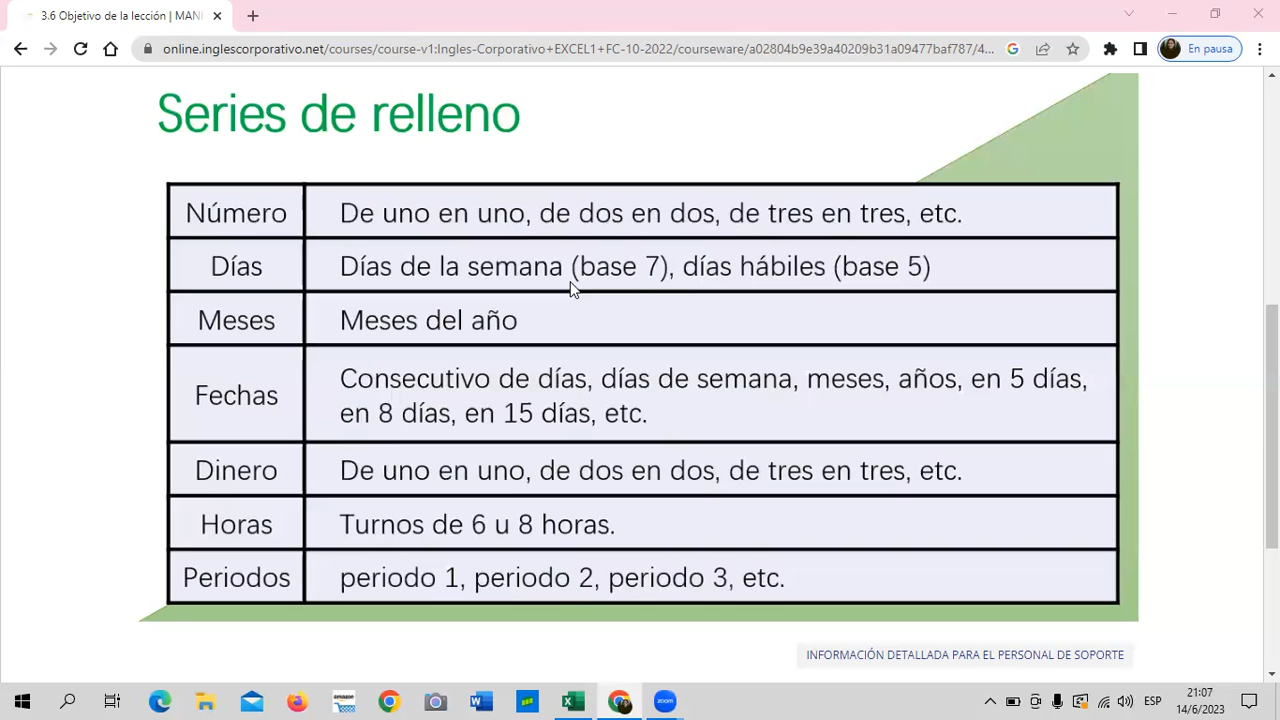 3.6 Objetivo de la lección | MANI
online.inglescorporativo.net/courses/course-v1:Ingles-Corporativo+EXCEL1+FC-10-2022/courseware/a02804b9e39a40209b31a09477baf787/4...
En pausa
Series de relleno
Número De uno en uno, de dos en dos, de tres en tres, etc.
Días Días de la semana (base 7), días hábiles (base 5)
Meses Meses del año
Fechas Consecutivo de días, días de semana, meses, años, en 5 días,
en 8 días, en 15 días, etc.
Dinero De uno en uno, de dos en dos, de tres en tres, etc.
Horas Turnos de 6 u 8 horas.
Periodos periodo 1, periodo 2, periodo 3, etc.
INFORMACIÓN DETALLADA PARA EL PERSONAL DE SOPORTE
zoom
ESP
21:07
14/6/2023